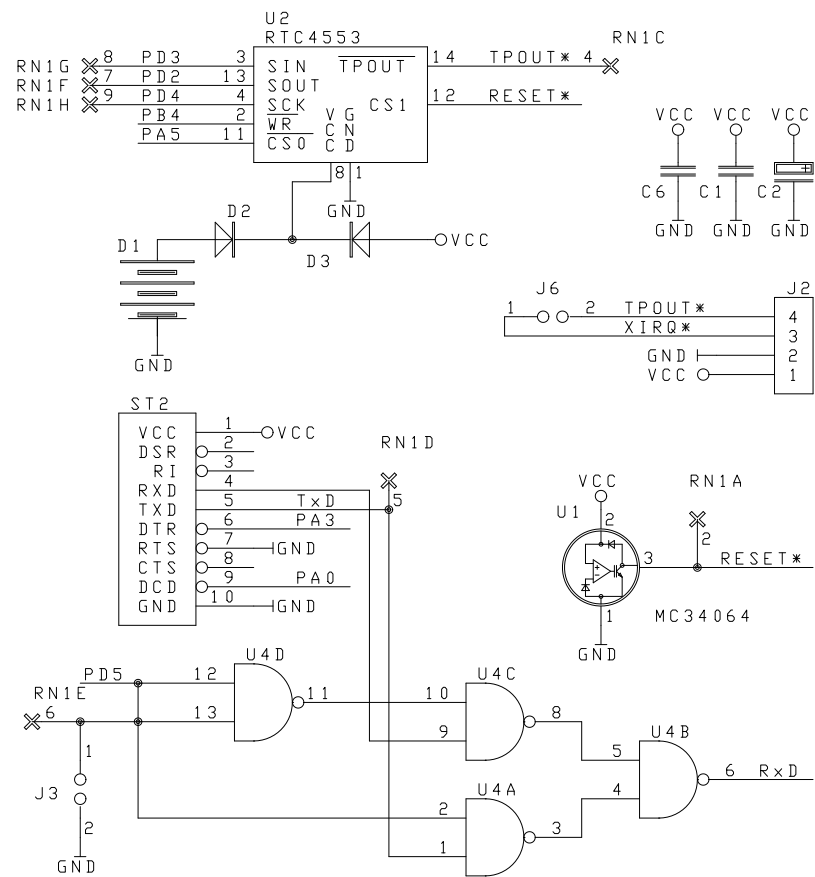 U2
RTC4553
RN1C
RN1G 8 PD3 3 SIN TPOUT 14 TPOUT* 4
RN1F 7 PD2 13 SOUT
RN1H 9 PD4 4 SCK CS1 12 RESET*
PB4 2 WR
PA5 11 CS0
VCC GND
8 1
GND
VCC VCC VCC
C6 C1 C2
GND GND GND
D1 D2 D3 VCC
GND
J6 J2
1 2 TPOUT* 4
XIRQ* 3
GND 2
VCC 1
ST2
VCC 1 VCC
DSR 2
RI 3
RXD 4
TXD 5 TxD
DTR 6 PA3
RTS 7 GND
CTS 8
DCD 9 PA0
GND 10 GND
RN1D
5
VCC
U1 2
RN1A
2
3 RESET*
+
-
1
MC34064
GND
PD5 12 U4D
RN1E
6 13 11
1
J3
2
GND
U4C
10
9 8
U4A
2
1 3
U4B
5
4 6 RxD